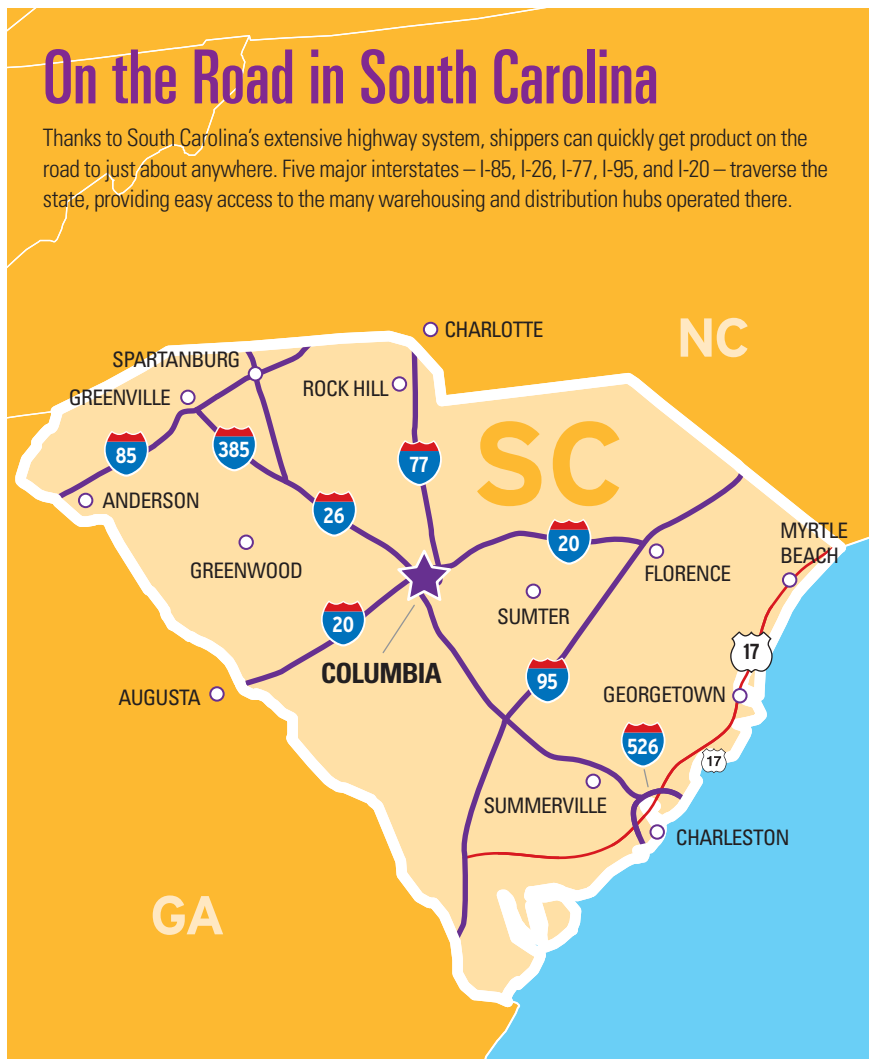 On the Road in South Carolina
Thanks to South Carolina's extensive highway system, shippers can quickly get product on the
road to just about anywhere. Five major interstates – I-85, I-26, I-77, I-95, and I-20 – traverse the
state, providing easy access to the many warehousing and distribution hubs operated there.
CHARLOTTE
NC
SPARTANBURG
ROCK HILL
GREENVILLE
SC
85
385
77
ANDERSON
26
20
MYRTLE
BEACH
GREENWOOD
FLORENCE
SUMTER
20
17
COLUMBIA
95
AUGUSTA
GEORGETOWN
526
17
SUMMERVILLE
CHARLESTON
GA